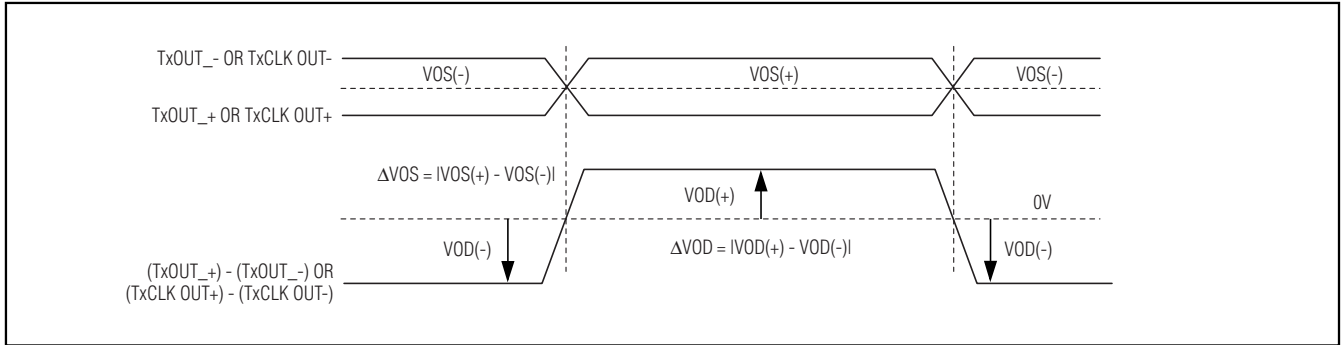 TxOUT_- OR TxCLK OUT-
VOS(-)
VOS(+)
VOS(-)
TxOUT_+ OR TxCLK OUT+
ΔVOS = |VOS(+) - VOS(-)|
VOD(+)
0V
VOD(-)
ΔVOD = |VOD(+) - VOD(-)|
VOD(-)
(TxOUT_+) - (TxOUT_-) OR
(TxCLK OUT+) - (TxCLK OUT-)